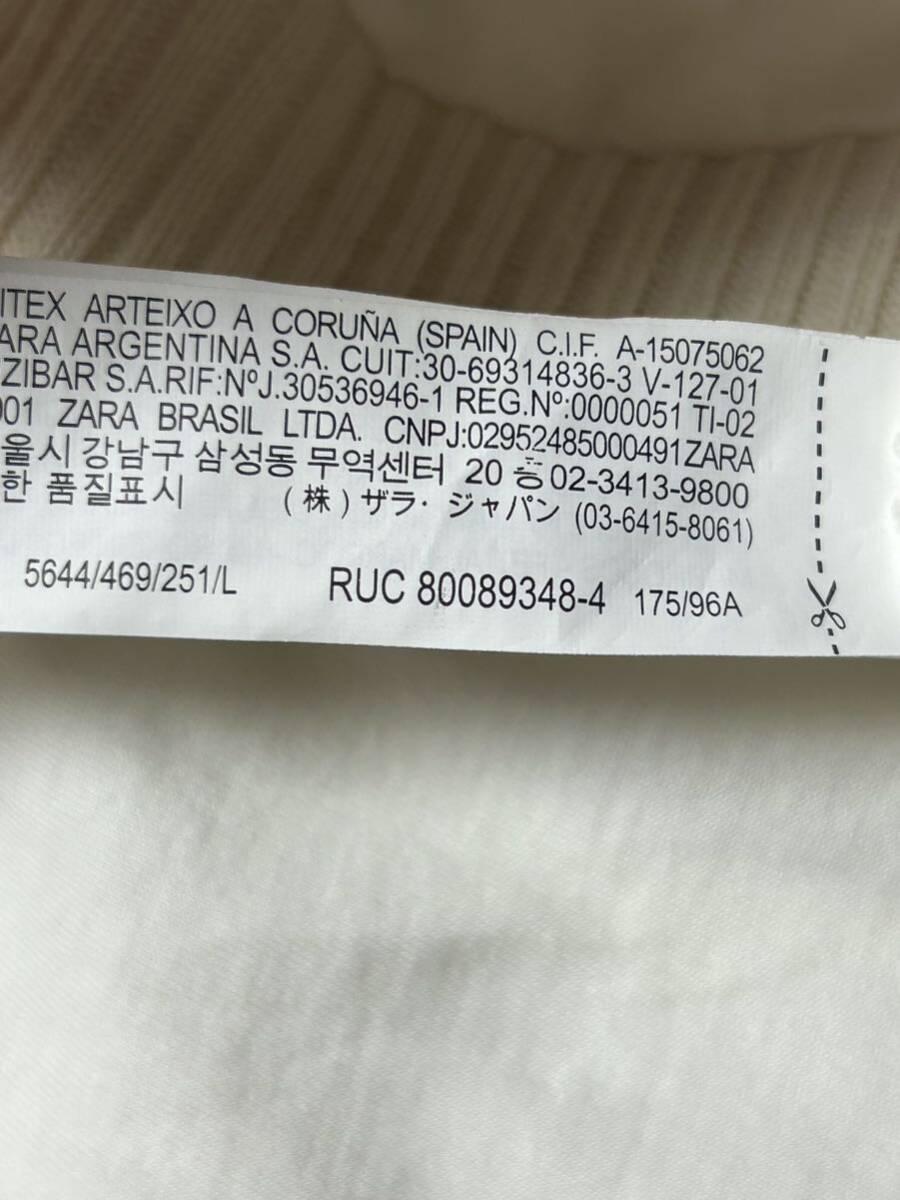 ITEX ARTEIXO A CORUÑA (SPAIN) C.I.F. A-15075062
ARA ARGENTINA S.A. CUIT:30-69314836-3 V-127-01
ZIBAR S.A.RIF:NºJ.30536946-1 REG.Nº:0000051 TI-02
001 ZARA BRASIL LTDA. CNPJ:02952485000491ZARA
울시 강남구 삼성동 무역센터 20 층 02-3413-9800
한 품질표시 (株)ザラ・ジャパン (03-6415-8061)
5644/469/251/L RUC 80089348-4 175/96A